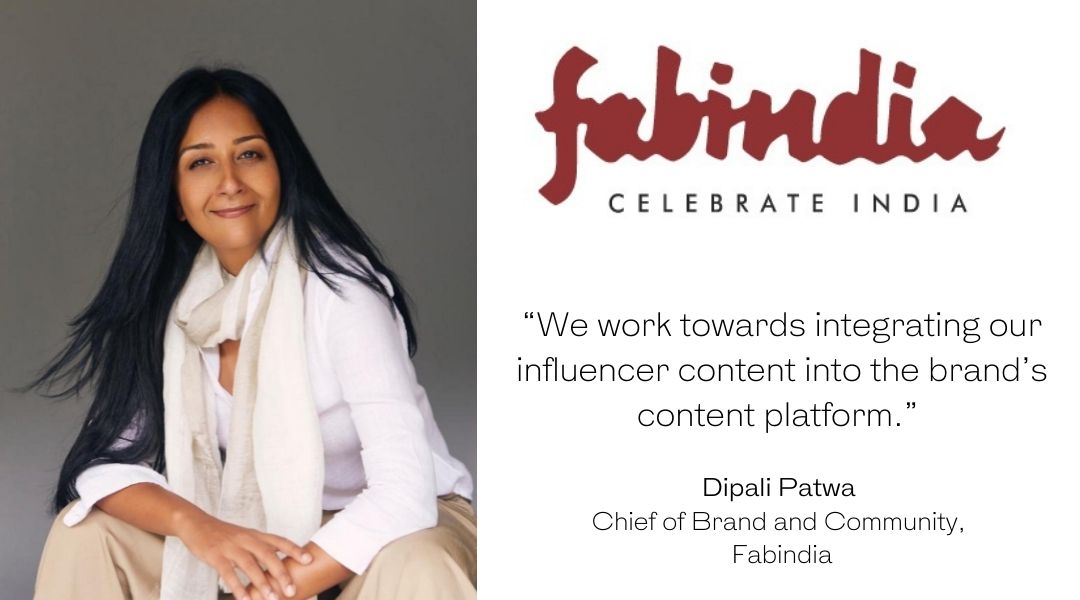 fabindia
CELEBRATE INDIA
“We work towards integrating our
influencer content into the brand’s
content platform.”
Dipali Patwa
Chief of Brand and Community,
Fabindia